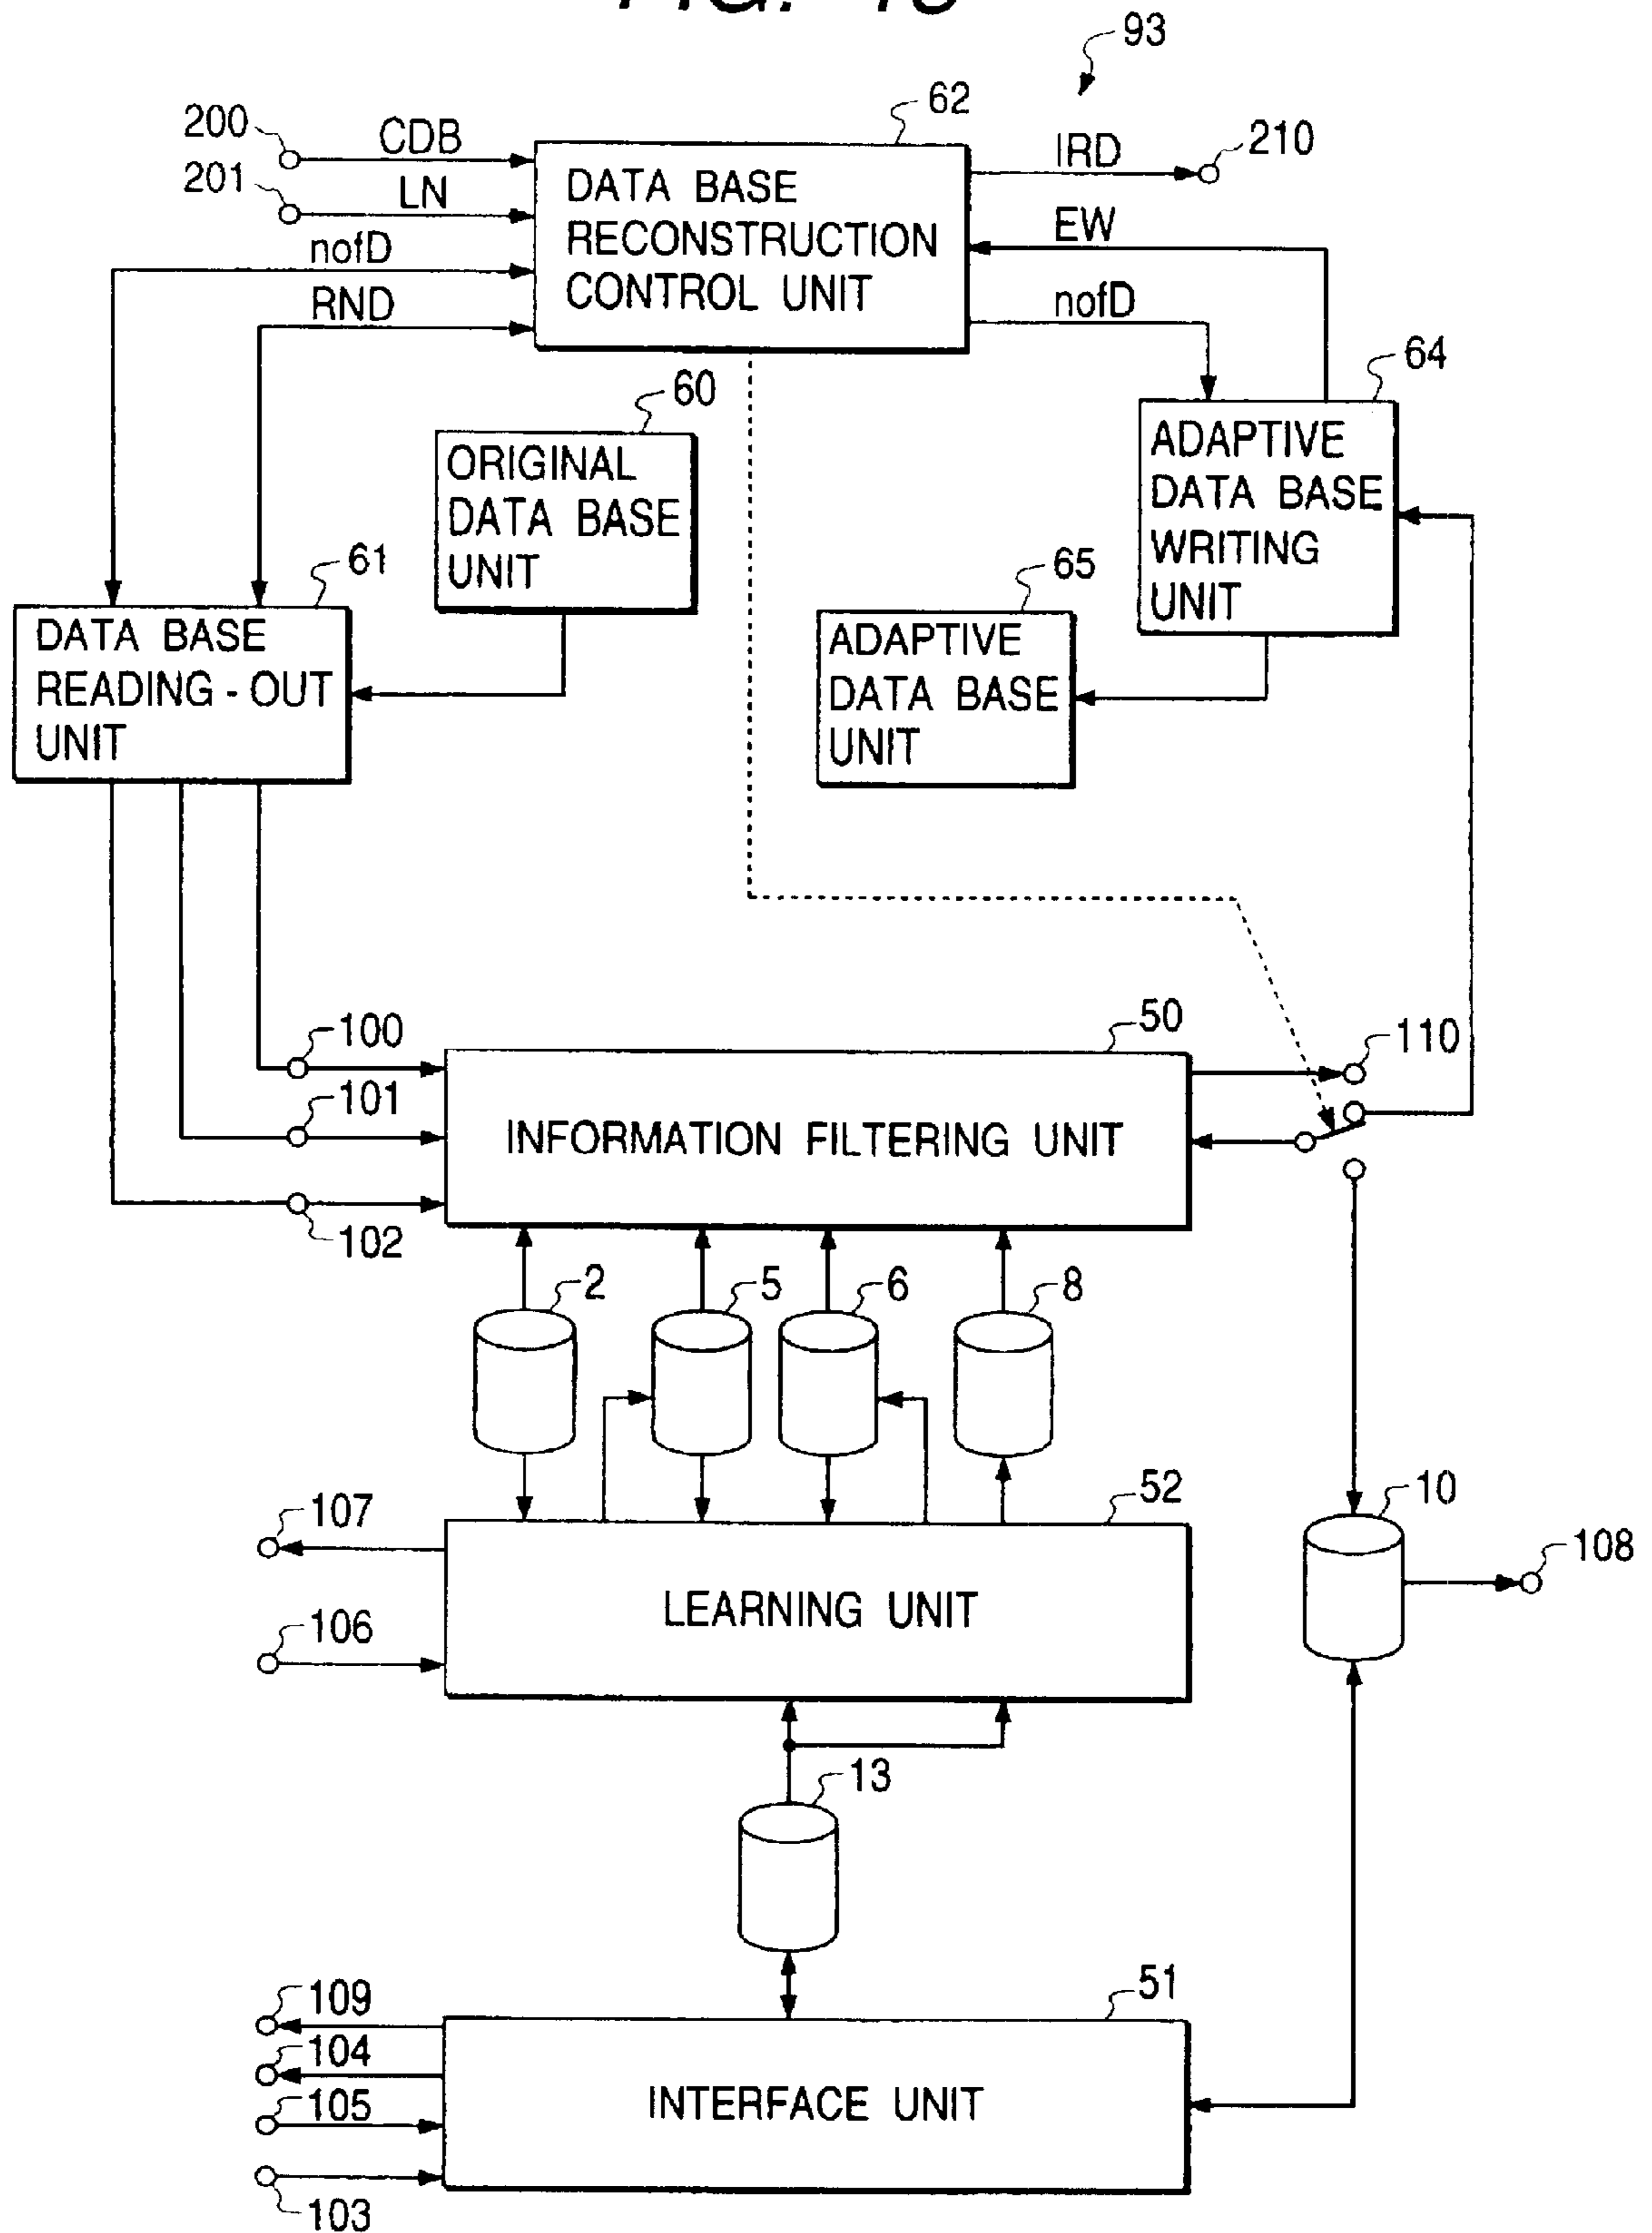 FIG.
93
62
200
CDB
IRD
210
201
LN
DATA BASE
RECONSTRUCTION
CONTROL UNIT
nofD
EW
RND
nofD
64
60
ORIGINAL
DATA BASE
UNIT
ADAPTIVE
DATA BASE
WRITING
UNIT
61
65
DATA BASE
READING-OUT
UNIT
ADAPTIVE
DATA BASE
UNIT
100
50
110
101
INFORMATION FILTERING UNIT
102
2
5
6
8
107
52
10
108
LEARNING UNIT
106
13
109
51
104
105
INTERFACE UNIT
103